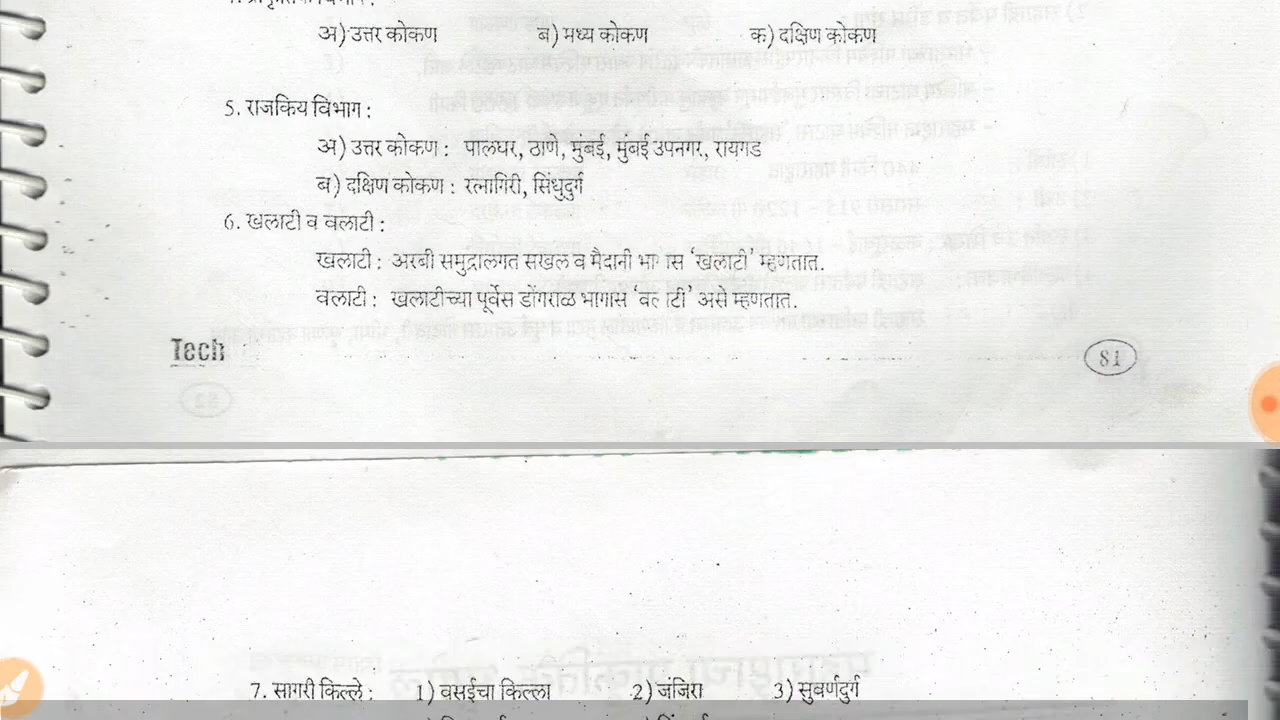 अ) उत्तर कोकण ब) मध्य कोकण क) दक्षिण कोकण
5. राजकिय विभाग :
अ) उत्तर कोकण : पालघर, ठाणे, मुंबई, मुंबई उपनगर, रायगड
ब) दक्षिण कोकण : रत्नागिरी, सिंधुदुर्ग
6. खलाटी व वलाटी :
खलाटी : अरबी समुद्रालगत सखल व मैदानी भागास ‘खलाटी’ म्हणतात.
वलाटी : खलाटीच्या पूर्वेस डोंगराळ भागास ‘वलाटी’ असे म्हणतात.
Tech 81
7. सागरी किल्ले : 1) वसईचा किल्ला 2) जंजिरा 3) सुवर्णदुर्ग